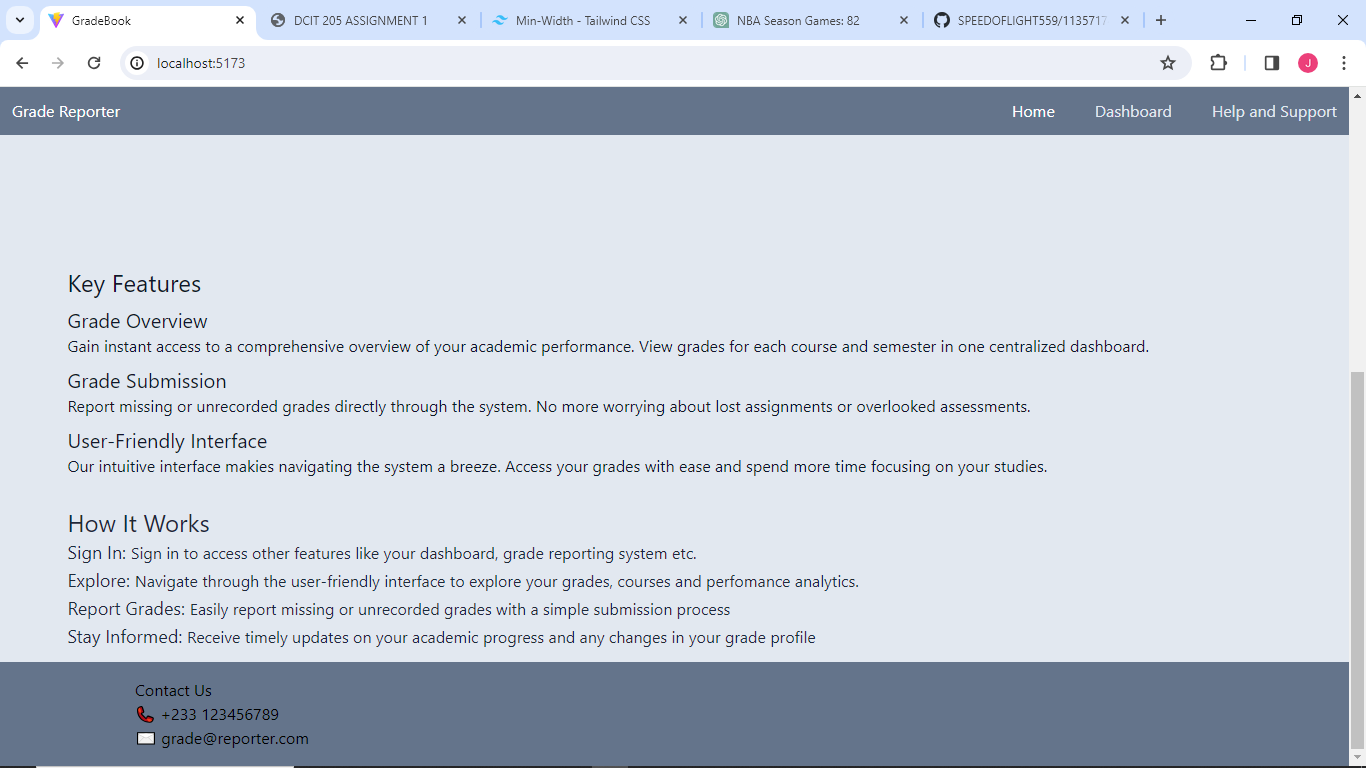 GradeBook
DCIT 205 ASSIGNMENT 1
Min-Width - Tailwind CSS
NBA Season Games: 82
SPEEDOFLIGHT559/1135717
localhost:5173
J
Grade Reporter
Home
Dashboard
Help and Support
Key Features
Grade Overview
Gain instant access to a comprehensive overview of your academic performance. View grades for each course and semester in one centralized dashboard.
Grade Submission
Report missing or unrecorded grades directly through the system. No more worrying about lost assignments or overlooked assessments.
User-Friendly Interface
Our intuitive interface makies navigating the system a breeze. Access your grades with ease and spend more time focusing on your studies.
How It Works
Sign In: Sign in to access other features like your dashboard, grade reporting system etc.
Explore: Navigate through the user-friendly interface to explore your grades, courses and perfomance analytics.
Report Grades: Easily report missing or unrecorded grades with a simple submission process
Stay Informed: Receive timely updates on your academic progress and any changes in your grade profile
Contact Us
+233 123456789
grade@reporter.com